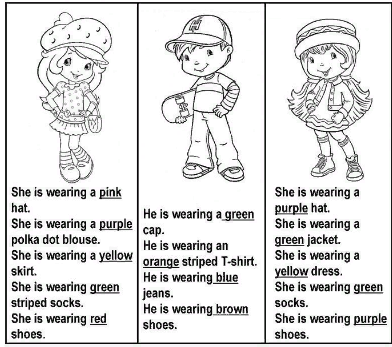 She is wearing a pink
hat.
She is wearing a purple
polka dot blouse.
She is wearing a yellow
skirt.
She is wearing green
striped socks.
She is wearing red
shoes.
He is wearing a green
cap.
He is wearing an
orange striped T-shirt.
He is wearing blue
jeans.
He is wearing brown
shoes.
She is wearing a
purple hat.
She is wearing a
green jacket.
She is wearing a
yellow dress.
She is wearing green
socks.
She is wearing purple
shoes.